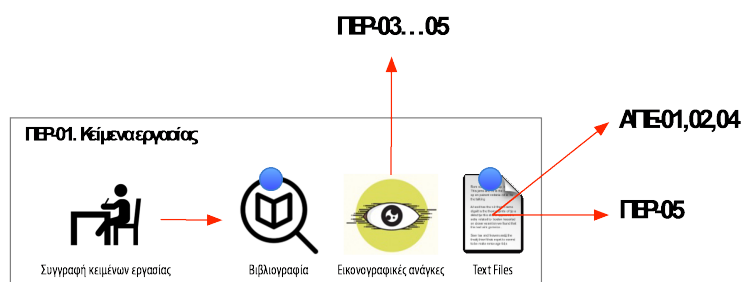 ΠΕΡ-03...05
ΑΠΕ-01,02,04
ΠΕΡ-01. Κείμενα εργασίας
ΠΕΡ-05
Συγγραφή κειμένων εργασίας
Βιβλιογραφία
Εικονογραφικές ανάγκες
Text Files